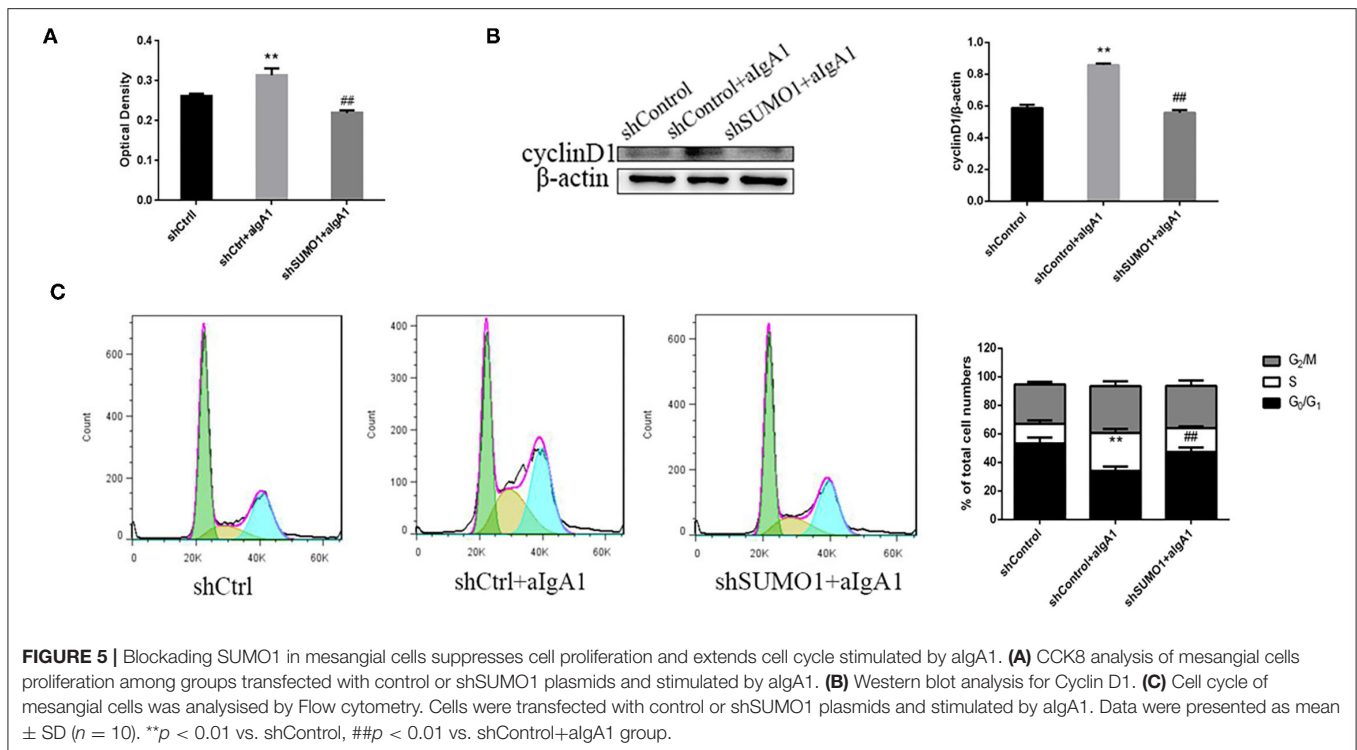 A
0.4
0.3
0.2
0.1
0.0
Optical Density
**
##
shCtrll
shCtrl+aIgA1
shSUMO1+aIgA1
B
shControl
shControl+aIgA1
shSUMO1+aIgA1
cyclinD1
β-actin
1.0
0.8
0.6
0.4
0.2
0.0
cyclinD1/β-actin
**
##
shControl
shControl+aIgA1
shSUMO1+aIgA1
C
600
400
200
0
Count
0 20K 40K 60K
shCtrl
400
300
200
100
0
Count
0 20K 40K 60K
shCtrl+aIgA1
600
400
200
0
Count
0 20K 40K 60K
shSUMO1+aIgA1
120
100
80
60
40
20
0
% of total cell numbers
**
##
shControl
shControl+aIgA1
shSUMO1+aIgA1
G2/M
S
G0/G1
FIGURE 5 | Blockading SUMO1 in mesangial cells suppresses cell proliferation and extends cell cycle stimulated by aIgA1. (A) CCK8 analysis of mesangial cells
proliferation among groups transfected with control or shSUMO1 plasmids and stimulated by aIgA1. (B) Western blot analysis for Cyclin D1. (C) Cell cycle of
mesangial cells was analysised by Flow cytometry. Cells were transfected with control or shSUMO1 plasmids and stimulated by aIgA1. Data were presented as mean
± SD (n = 10). **p < 0.01 vs. shControl, ##p < 0.01 vs. shControl+aIgA1 group.